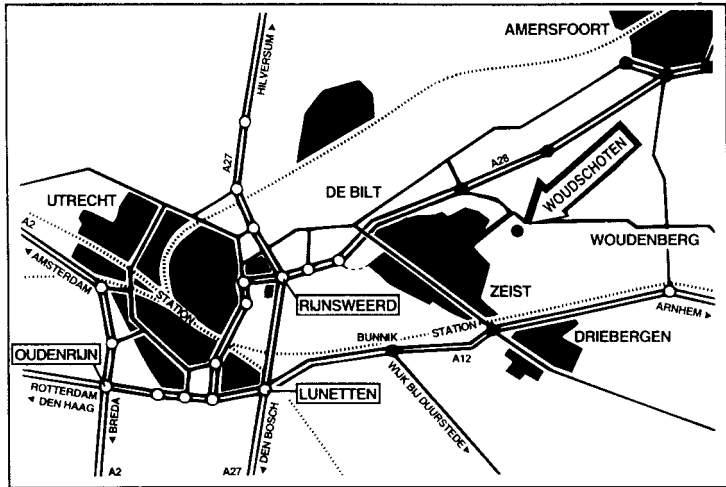 AMERSFOORT
HILVERSUM ►
A27
A28
WOUDSCHOTEN
DE BILT
UTRECHT
A2
◄ AMSTERDAM
WOUDENBERG
STATION
ZEIST
RIJNSWEERD
ARNHEM ►
STATION
BUNNIK
DRIEBERGEN
OUDENRIJN
A12
ROTTERDAM
◄ DEN HAAG
◄ BREDA
LUNETTEN
WIJK BIJ DUURSTEDE ►
◄ DEN BOSCH
A2
A27